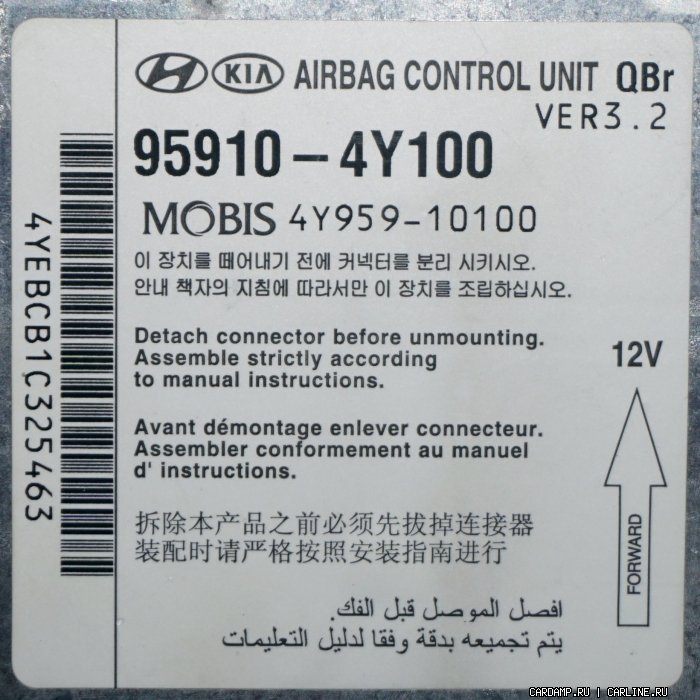 KIA AIRBAG CONTROL UNIT QBr
VER3.2
95910-4Y100
MOBIS 4Y959-10100
이 장치를 떼어내기 전에 커넥터를 분리 시키시오.
안내 책자의 지침에 따라서만 이 장치를 조립하십시오.
Detach connector before unmounting.
Assemble strictly according
to manual instructions.
12V
Avant démontage enlever connecteur.
Assembler conformement au manuel
d' instructions.
FORWARD
拆除本产品之前必须先拔掉连接器
装配时请严格按照安装指南进行
افصل الموصل قبل الفك.
يتم تجميعه بدقة وفقا لدليل التعليمات
4YEBCB1C325463
CARDAMP.RU | CARLINE.RU